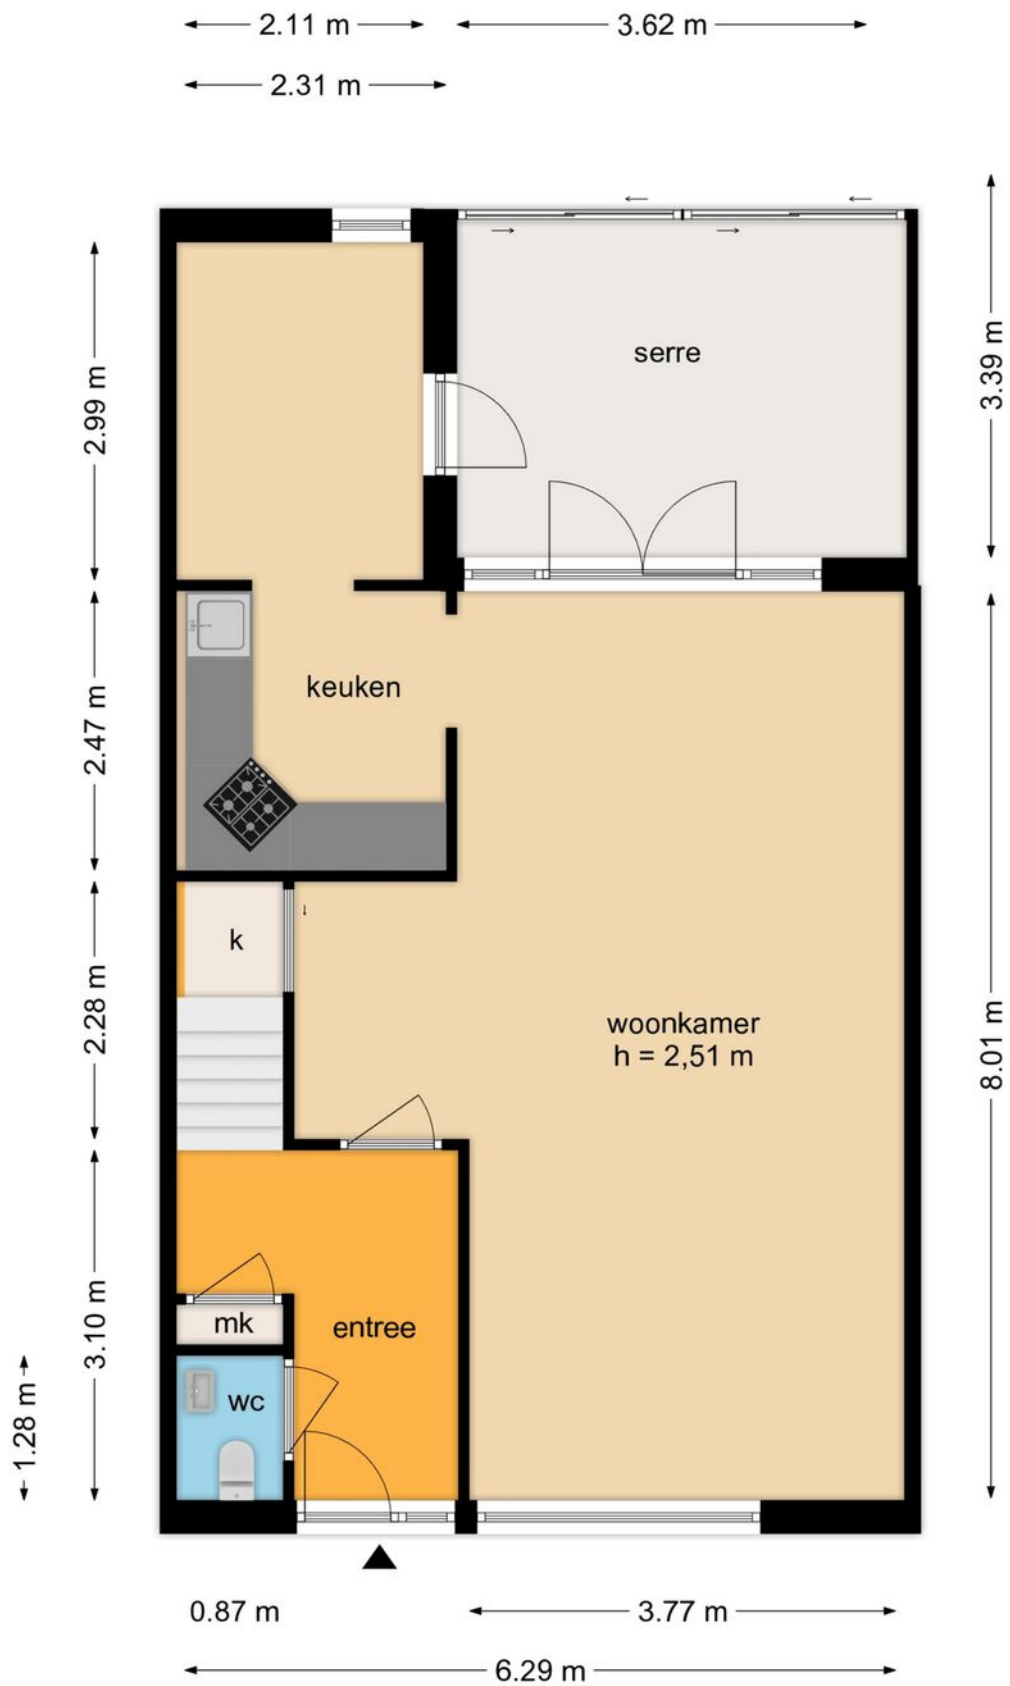 2.11 m
3.62 m
2.31 m
serre
3.39 m
2.99 m
keuken
2.47 m
k
woonkamer
h = 2,51 m
2.28 m
8.01 m
mk
entree
3.10 m
wc
1.28 m
0.87 m
3.77 m
6.29 m